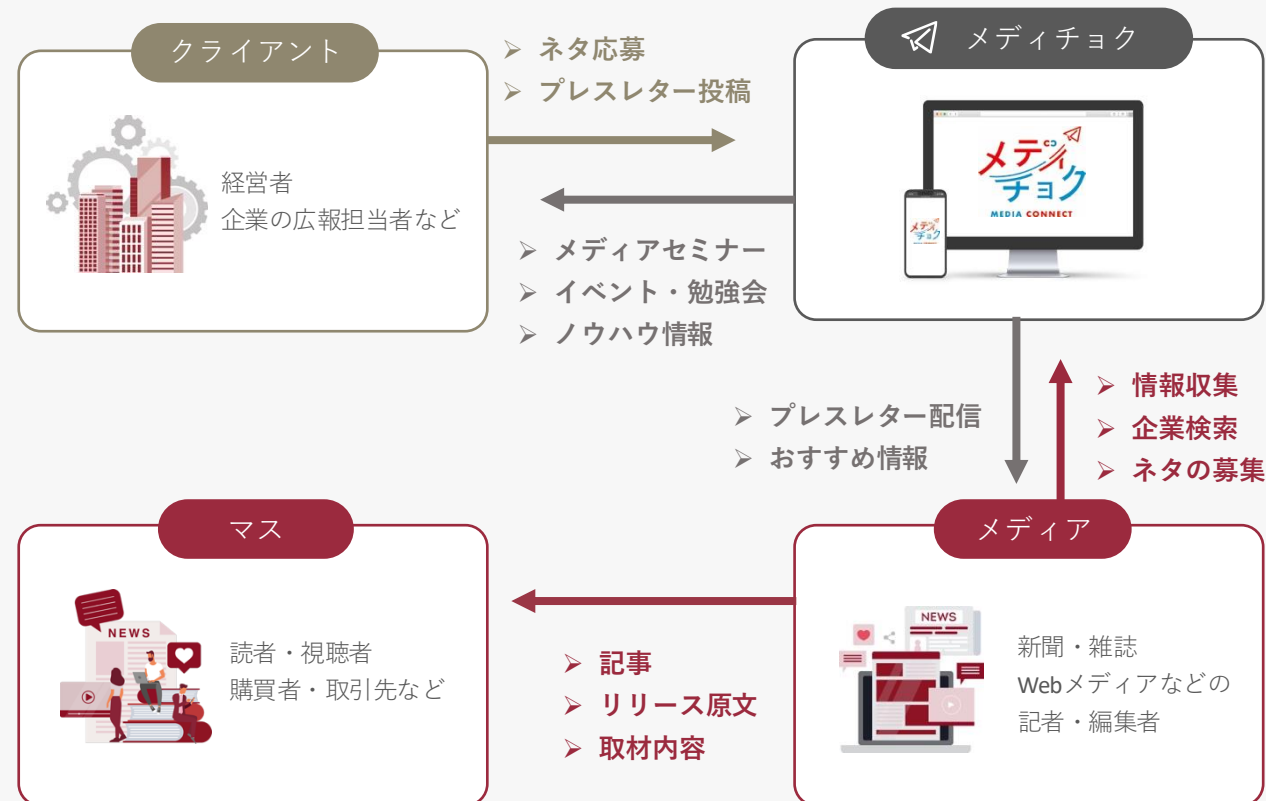 クライアント
経営者
企業の広報担当者など
ネタ応募
プレスレター投稿
メディアセミナー
イベント・勉強会
ノウハウ情報
メディチョク
メディ
チョク
MEDIA CONNECT
メディ
チョク
プレスレター配信
おすすめ情報
情報収集
企業検索
ネタの募集
マス
NEWS
読者・視聴者
購買者・取引先など
記事
リリース原文
取材内容
メディア
NEWS
新聞・雑誌
Webメディアなどの
記者・編集者